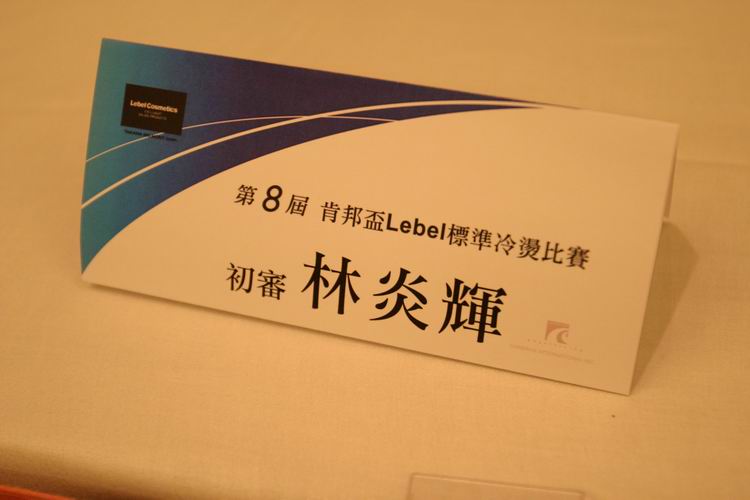 Lebel Cosmetics
第8屆 肯邦盃Lebel標準冷燙比賽
初審 林炎輝